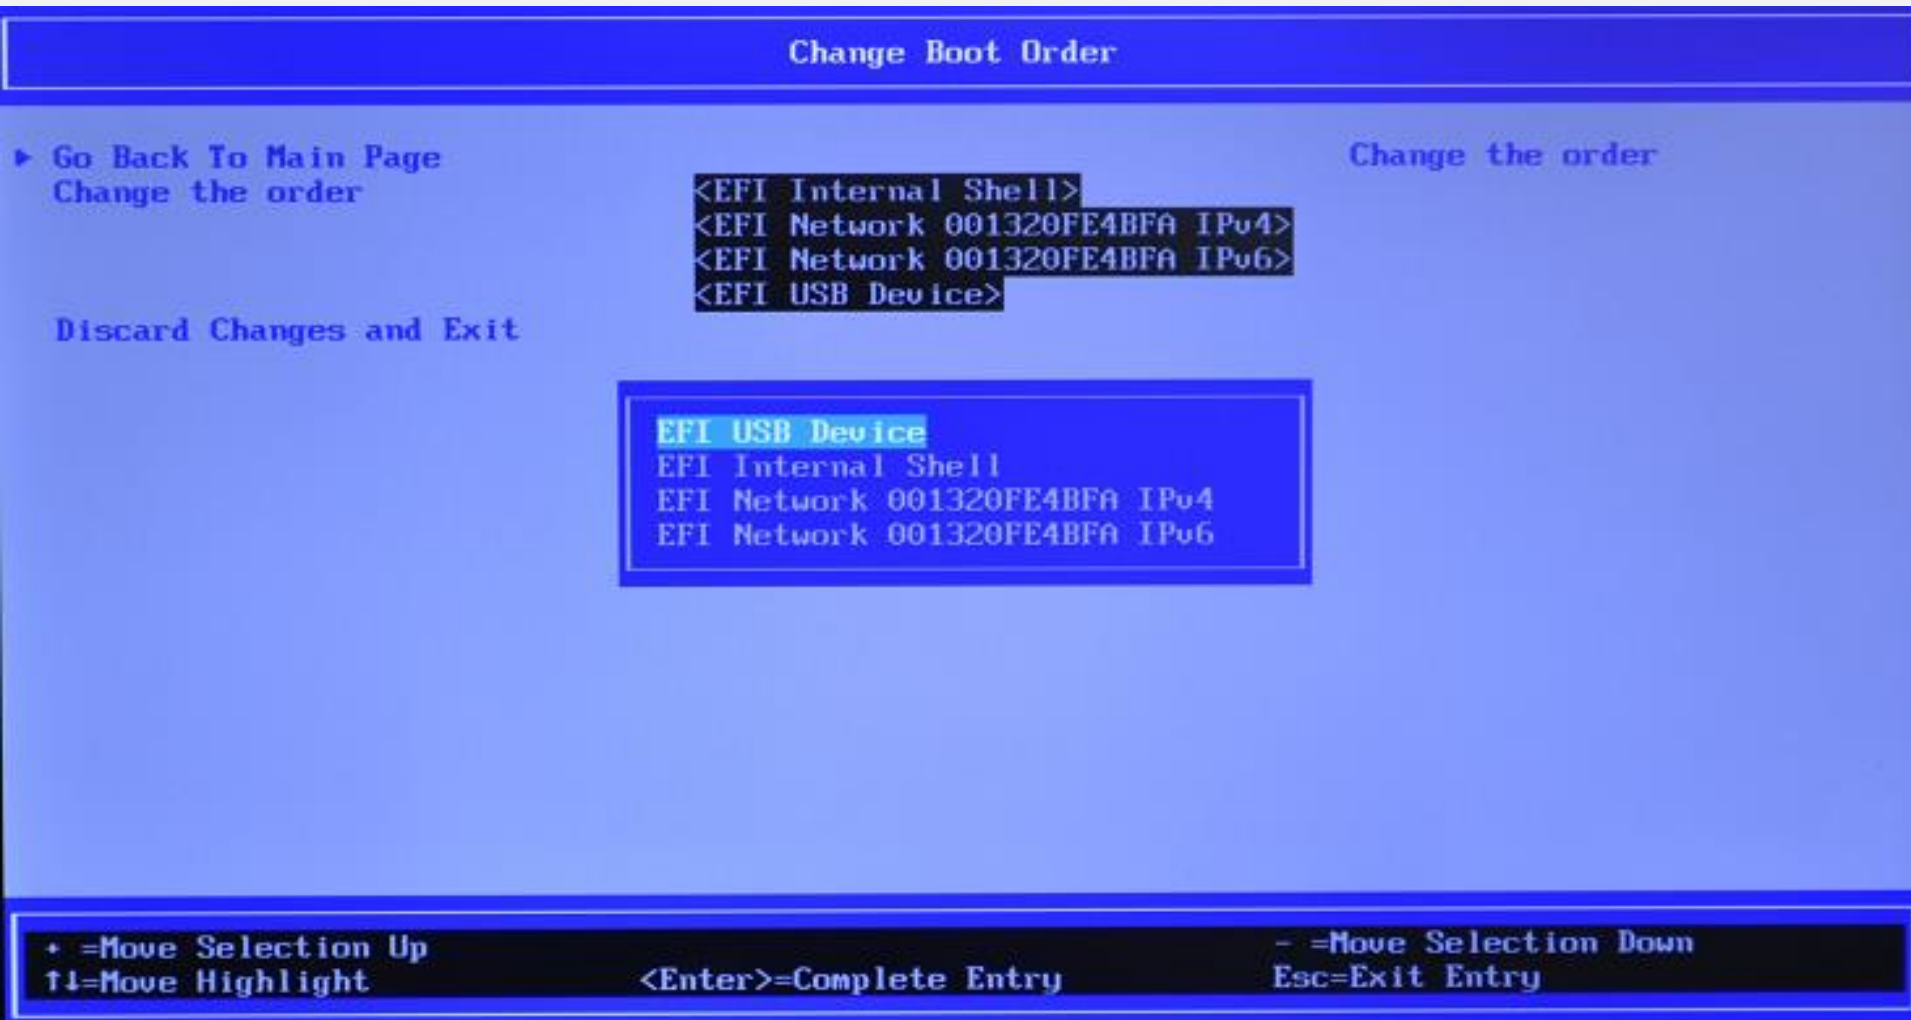 Change Boot Order
▶ Go Back To Main Page
Change the order
<EFI Internal Shell>
<EFI Network 001320FE4BFA IPv4>
<EFI Network 001320FE4BFA IPv6>
<EFI USB Device>
Change the order
Discard Changes and Exit
EFI USB Device
EFI Internal Shell
EFI Network 001320FE4BFA IPv4
EFI Network 001320FE4BFA IPv6
+ =Move Selection Up
- =Move Selection Down
↑↓=Move Highlight
<Enter>=Complete Entry
Esc=Exit Entry